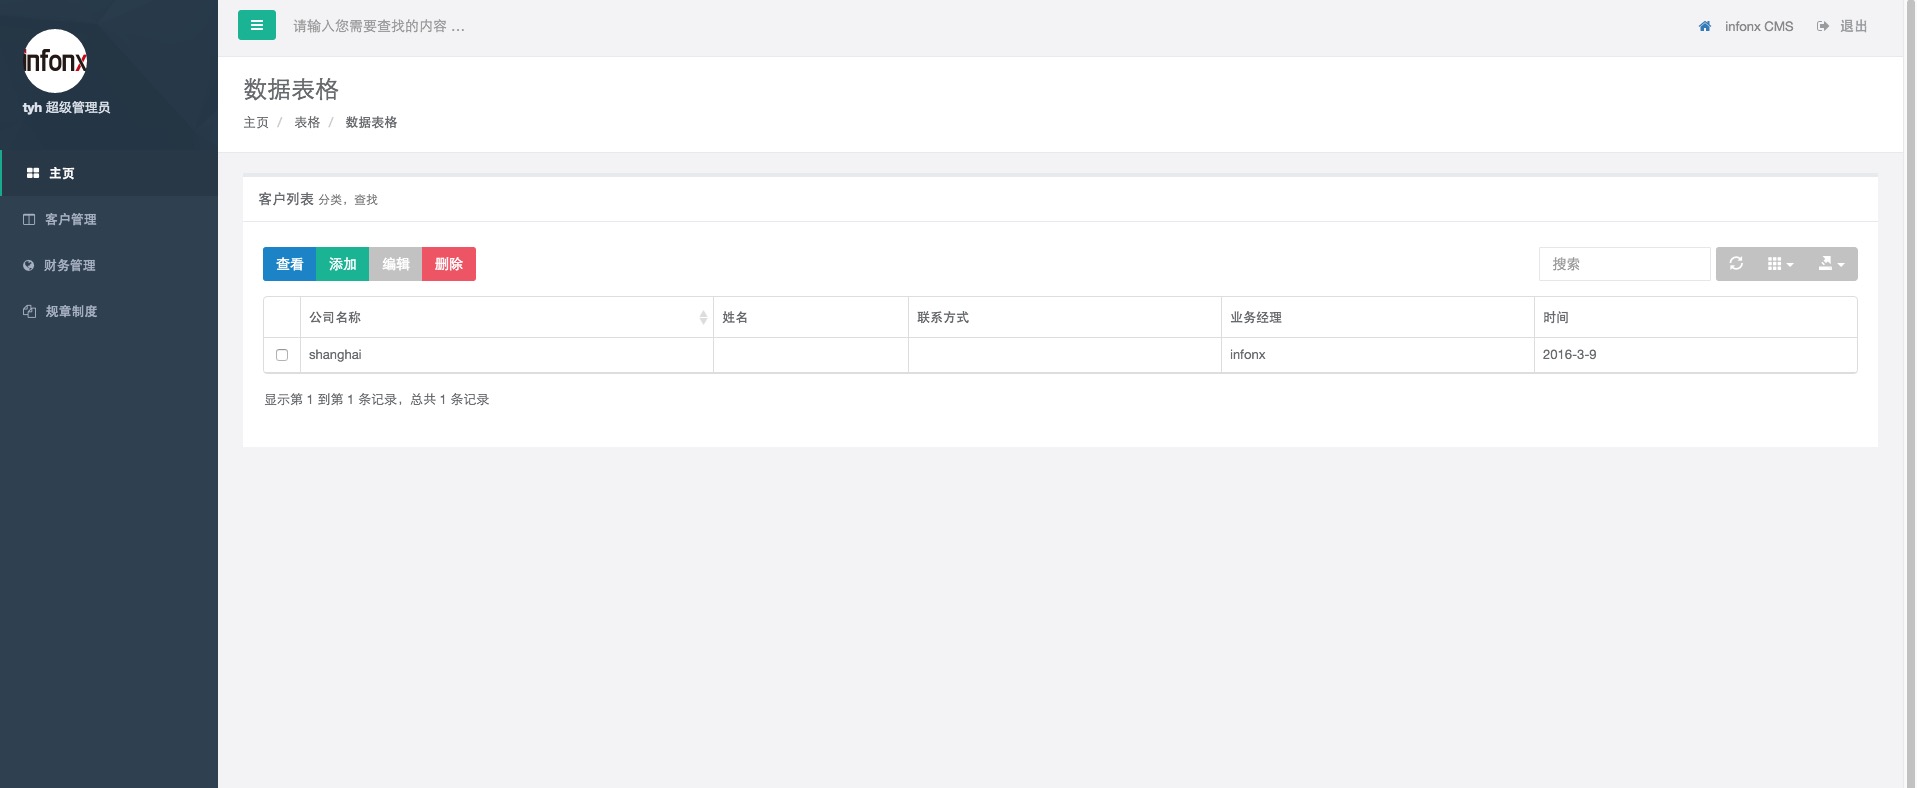 infonx
tyh 超级管理员
主页
客户管理
财务管理
规章制度
请输入您需要查找的内容 …
infonx CMS
退出
数据表格
主页 / 表格 / 数据表格
客户列表 分类，查找
查看 添加 编辑 删除
搜索
公司名称 姓名 联系方式 业务经理 时间
shanghai infonx 2016-3-9
显示第 1 到第 1 条记录，总共 1 条记录